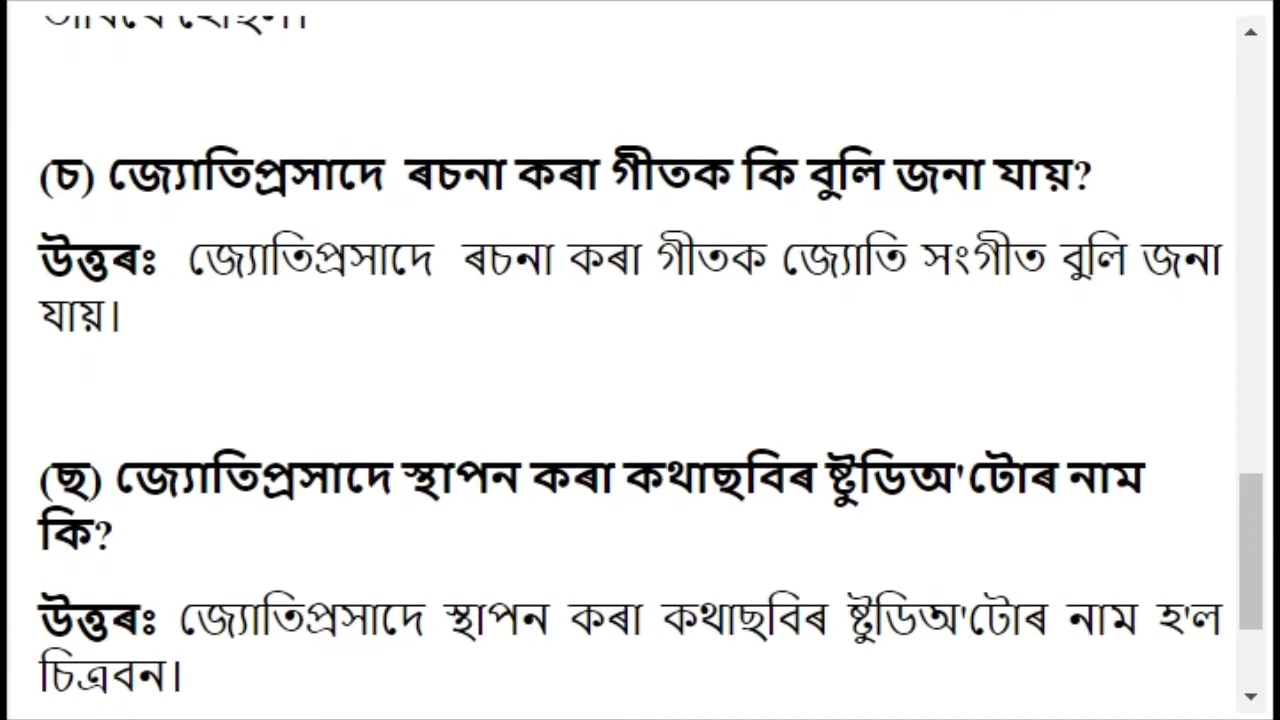 (চ) জ্যোতিপ্ৰসাদে ৰচনা কৰা গীতক কি বুলি জনা যায়?
উত্তৰঃ জ্যোতিপ্ৰসাদে ৰচনা কৰা গীতক জ্যোতি সংগীত বুলি জনা
যায়।
(ছ) জ্যোতিপ্ৰসাদে স্থাপন কৰা কথাছবিৰ ষ্টুডিঅ'টোৰ নাম
কি?
উত্তৰঃ জ্যোতিপ্ৰসাদে স্থাপন কৰা কথাছবিৰ ষ্টুডিঅ'টোৰ নাম হ'ল
চিত্ৰবন।